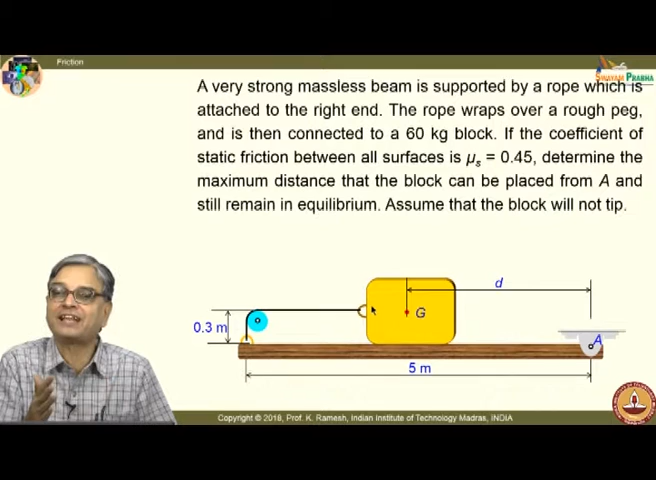 Friction
SWAYAM PRABHA
A very strong massless beam is supported by a rope which is
attached to the right end. The rope wraps over a rough peg,
and is then connected to a 60 kg block. If the coefficient of
static friction between all surfaces is μs = 0.45, determine the
maximum distance that the block can be placed from A and
still remain in equilibrium. Assume that the block will not tip.
d
0.3 m
G
A
5 m
Copyright © 2018, Prof. K. Ramesh, Indian Institute of Technology Madras, INDIA